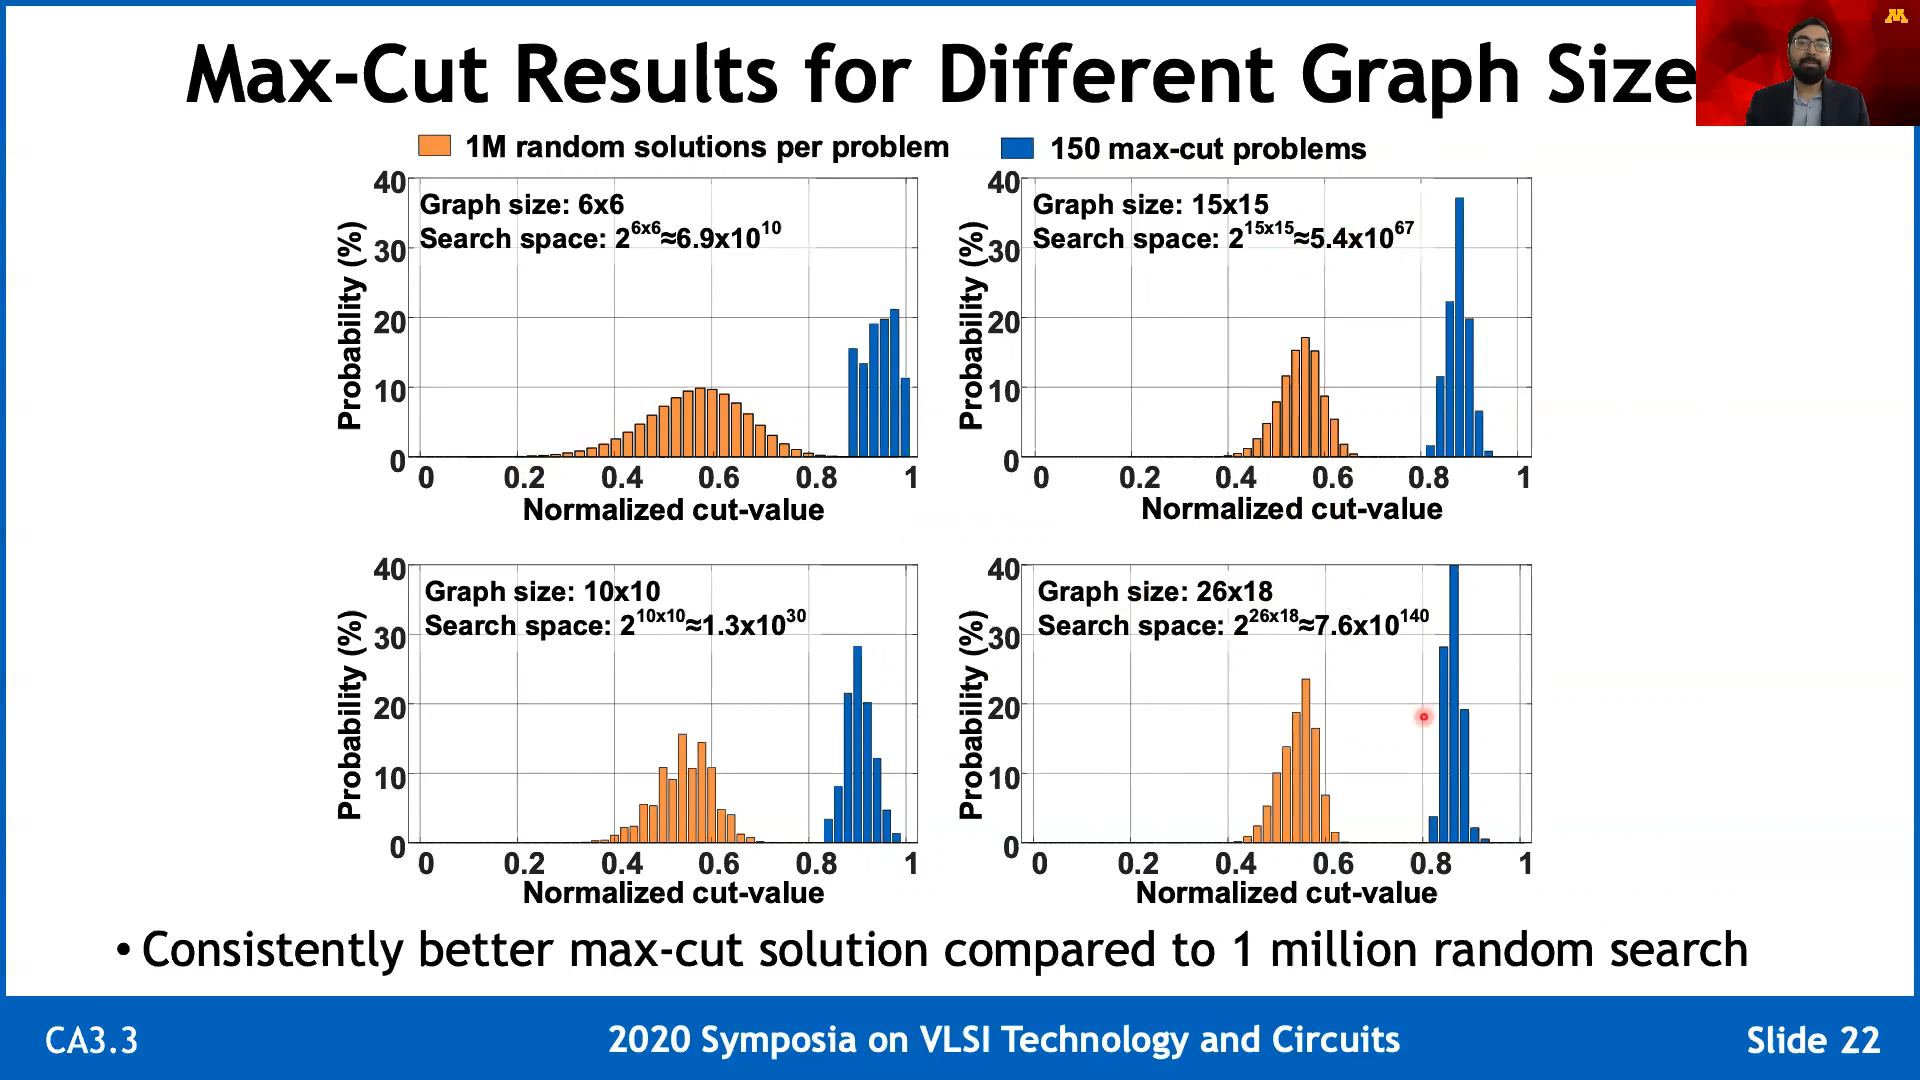 Max-Cut Results for Different Graph Size
1M random solutions per problem
150 max-cut problems
Graph size: 6x6
Search space: 2^6x6≈6.9x10^10
Probability (%)
40
30
20
10
0
0 0.2 0.4 0.6 0.8 1
Normalized cut-value
Graph size: 15x15
Search space: 2^15x15≈5.4x10^67
Probability (%)
40
30
20
10
0
0 0.2 0.4 0.6 0.8 1
Normalized cut-value
Graph size: 10x10
Search space: 2^10x10≈1.3x10^30
Probability (%)
40
30
20
10
0
0 0.2 0.4 0.6 0.8 1
Normalized cut-value
Graph size: 26x18
Search space: 2^26x18≈7.6x10^140
Probability (%)
40
30
20
10
0
0 0.2 0.4 0.6 0.8 1
Normalized cut-value
• Consistently better max-cut solution compared to 1 million random search
CA3.3
2020 Symposia on VLSI Technology and Circuits
Slide 22
M